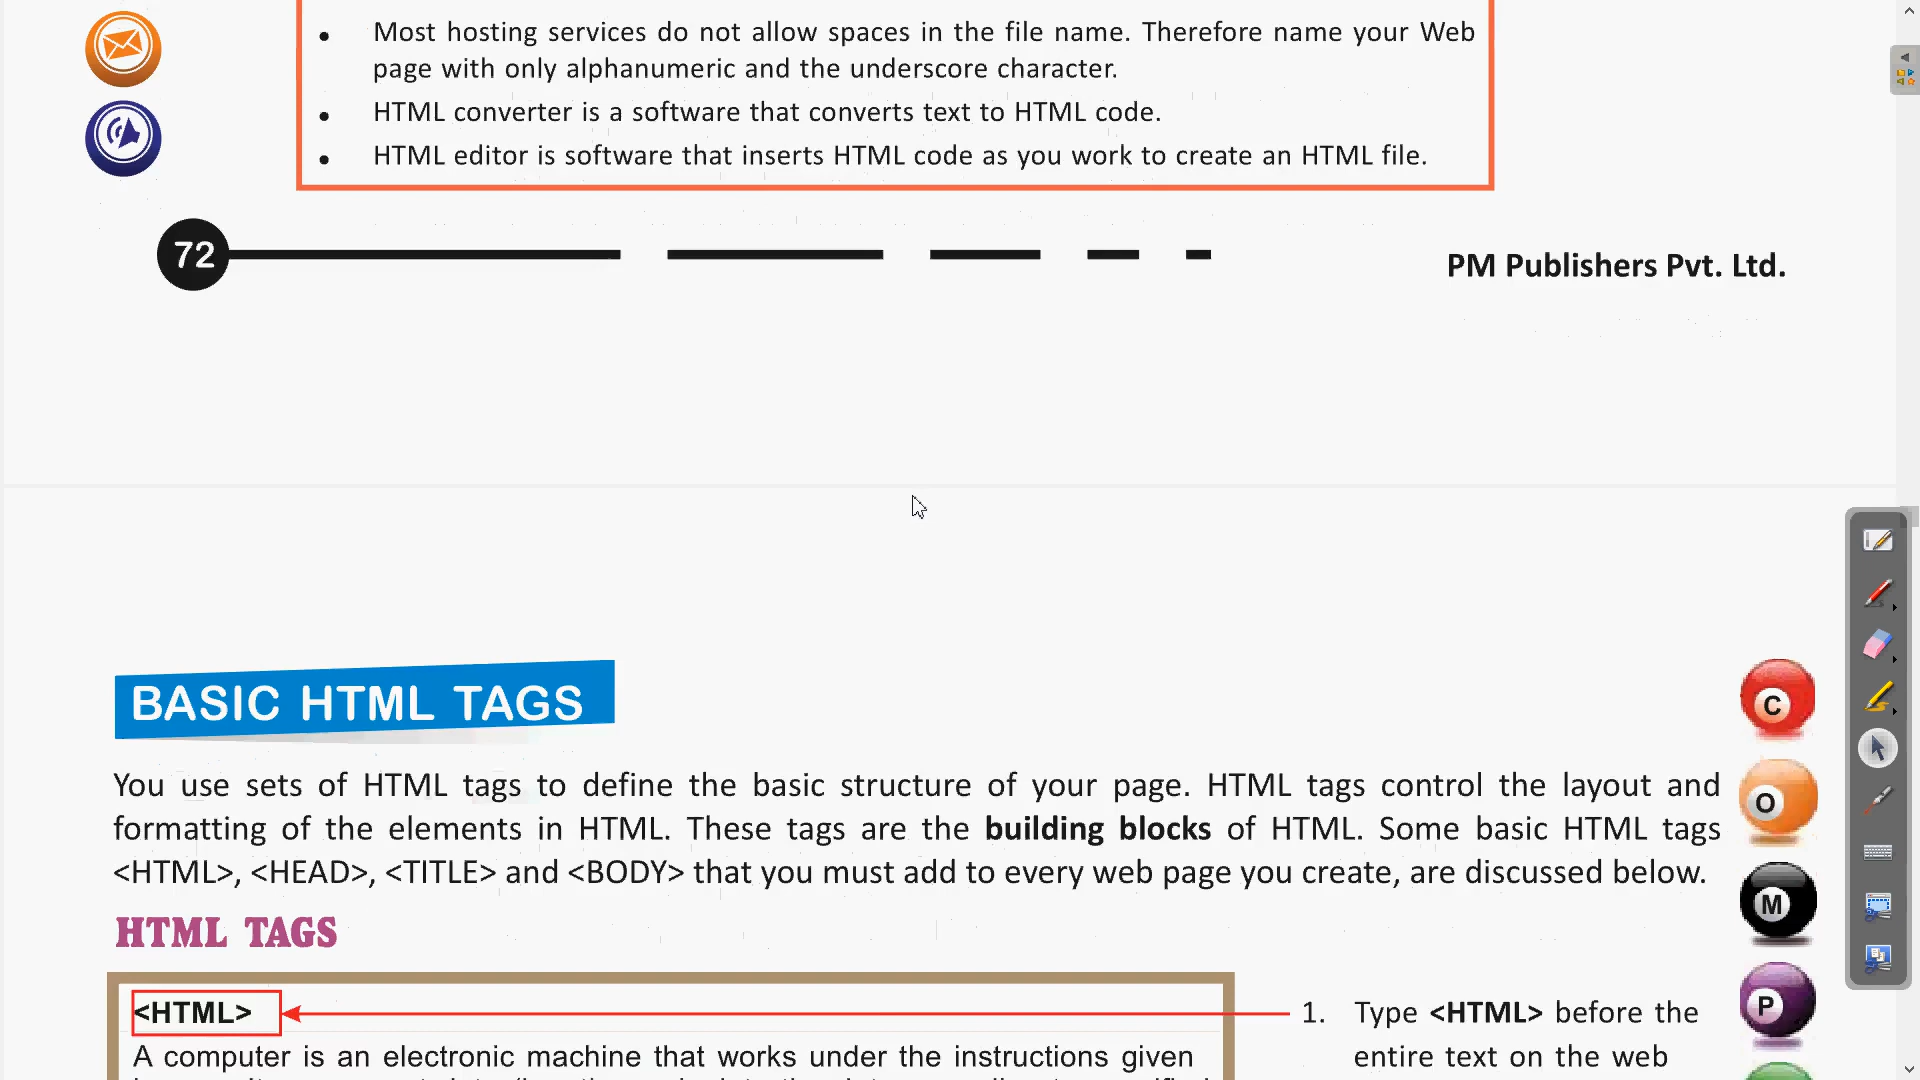 • Most hosting services do not allow spaces in the file name. Therefore name your Web
page with only alphanumeric and the underscore character.
• HTML converter is a software that converts text to HTML code.
• HTML editor is software that inserts HTML code as you work to create an HTML file.
72
PM Publishers Pvt. Ltd.
BASIC HTML TAGS
You use sets of HTML tags to define the basic structure of your page. HTML tags control the layout and
formatting of the elements in HTML. These tags are the building blocks of HTML. Some basic HTML tags
<HTML>, <HEAD>, <TITLE> and <BODY> that you must add to every web page you create, are discussed below.
HTML TAGS
<HTML>
A computer is an electronic machine that works under the instructions given
1. Type <HTML> before the
entire text on the web
C
O
M
P